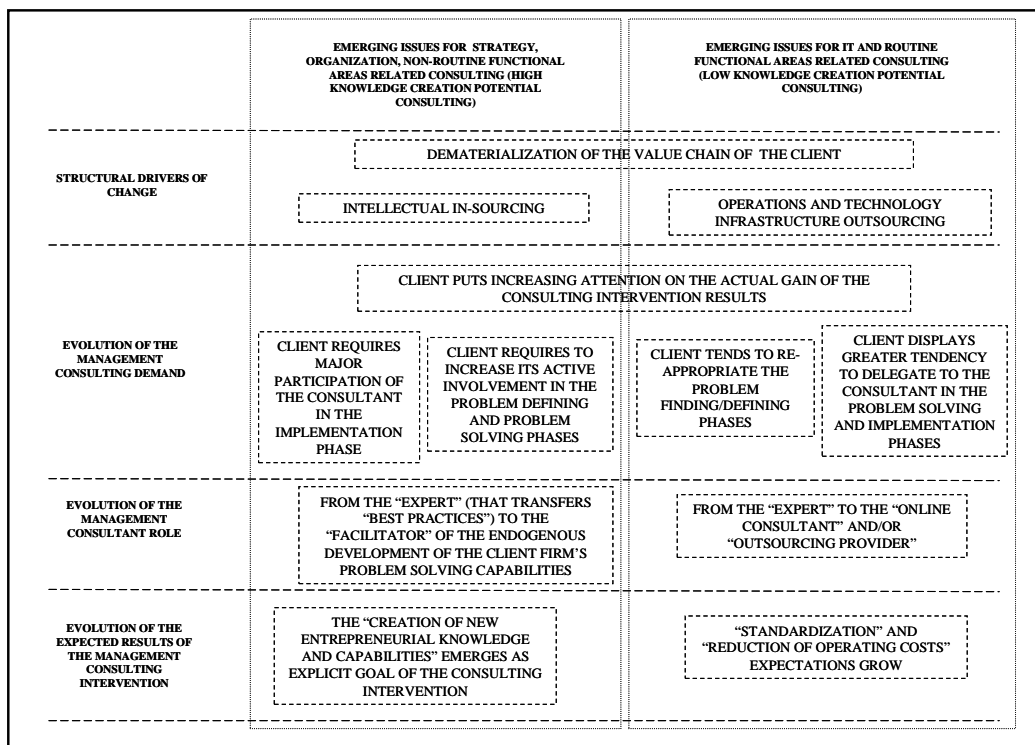 EMERGING ISSUES FOR STRATEGY,
ORGANIZATION, NON-ROUTINE FUNCTIONAL
AREAS RELATED CONSULTING (HIGH
KNOWLEDGE CREATION POTENTIAL
CONSULTING)
EMERGING ISSUES FOR IT AND ROUTINE
FUNCTIONAL AREAS RELATED CONSULTING
(LOW KNOWLEDGE CREATION POTENTIAL
CONSULTING)
STRUCTURAL DRIVERS OF
CHANGE
DEMATERIALIZATION OF THE VALUE CHAIN OF THE CLIENT
INTELLECTUAL IN-SOURCING
OPERATIONS AND TECHNOLOGY
INFRASTRUCTURE OUTSOURCING
EVOLUTION OF THE
MANAGEMENT
CONSULTING DEMAND
CLIENT PUTS INCREASING ATTENTION ON THE ACTUAL GAIN OF THE
CONSULTING INTERVENTION RESULTS
CLIENT REQUIRES
MAJOR
PARTICIPATION OF
THE CONSULTANT
IN THE
IMPLEMENTATION
PHASE
CLIENT REQUIRES TO
INCREASE ITS ACTIVE
INVOLVEMENT IN THE
PROBLEM DEFINING
AND PROBLEM
SOLVING PHASES
CLIENT TENDS TO RE-
APPROPRIATE THE
PROBLEM
FINDING/DEFINING
PHASES
CLIENT DISPLAYS
GREATER TENDENCY
TO DELEGATE TO THE
CONSULTANT IN THE
PROBLEM SOLVING
AND IMPLEMENTATION
PHASES
EVOLUTION OF THE
MANAGEMENT
CONSULTANT ROLE
FROM THE “EXPERT” (THAT TRANSFERS
“BEST PRACTICES”) TO THE
“FACILITATOR” OF THE ENDOGENOUS
DEVELOPMENT OF THE CLIENT FIRM’S
PROBLEM SOLVING CAPABILITIES
FROM THE “EXPERT” TO THE “ONLINE
CONSULTANT” AND/OR
“OUTSOURCING PROVIDER”
EVOLUTION OF THE
EXPECTED RESULTS OF
THE MANAGEMENT
CONSULTING
INTERVENTION
THE “CREATION OF NEW
ENTREPRENEURIAL KNOWLEDGE
AND CAPABILITIES” EMERGES AS
EXPLICIT GOAL OF THE CONSULTING
INTERVENTION
“STANDARDIZATION” AND
“REDUCTION OF OPERATING COSTS”
EXPECTATIONS GROW